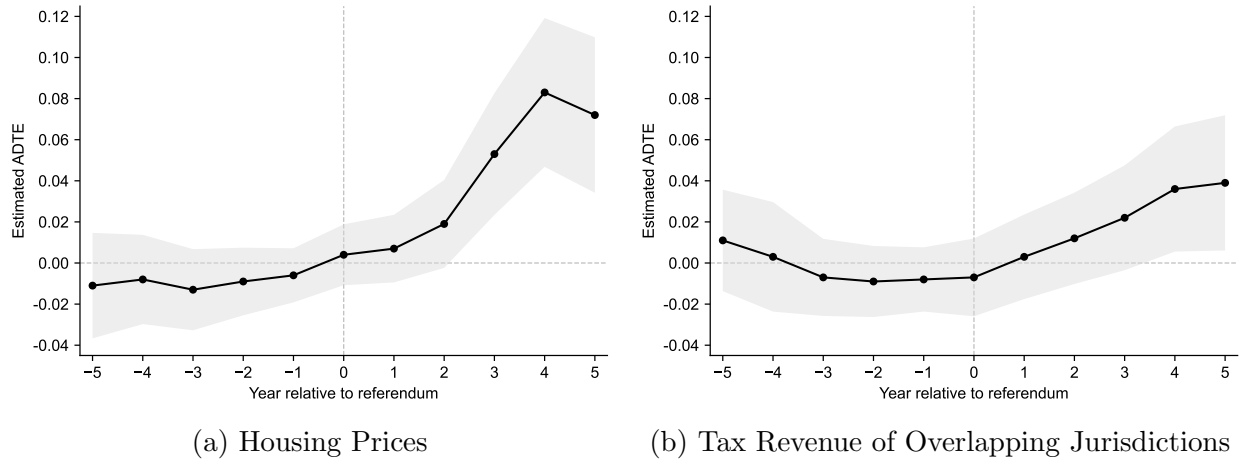 0.12
0.10
0.08
0.06
0.04
0.02
0.00
-0.02
-0.04
Estimated ADTE
−5 −4 −3 −2 −1 0 1 2 3 4 5
Year relative to referendum
(a) Housing Prices
0.12
0.10
0.08
0.06
0.04
0.02
0.00
-0.02
-0.04
Estimated ADTE
−5 −4 −3 −2 −1 0 1 2 3 4 5
Year relative to referendum
(b) Tax Revenue of Overlapping Jurisdictions